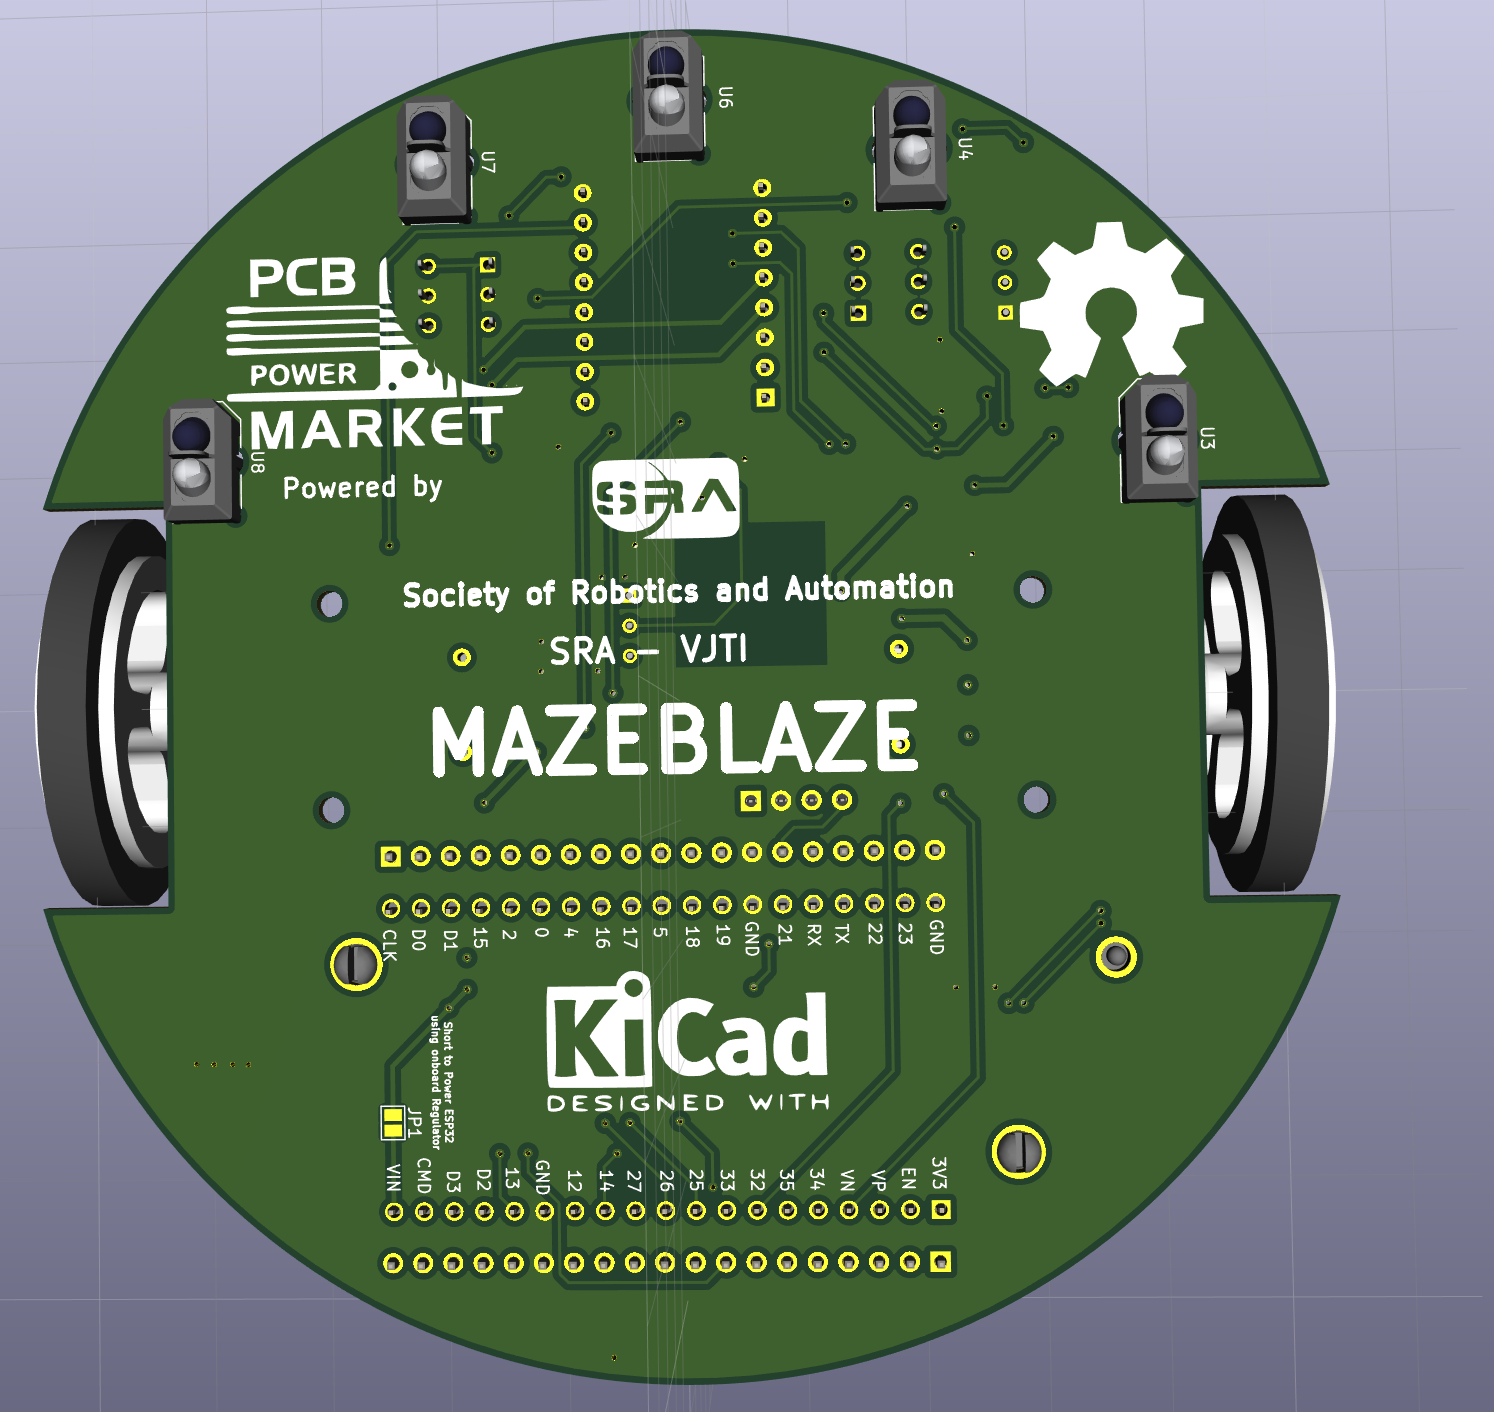 U6
U4
U7
PCB
POWER
MARKET
U8
U3
Powered by
SRA
Society of Robotics and Automation
SRA - VJTI
MAZEBLAZE
CLK D0 D1 15 2 0 4 16 17 5 18 19 GND 21 RX TX 22 23 GND
KiCad
DESIGNED WITH
Short to Power ESP32
using onboard Regulator
JP1
VIN CMD D3 D2 13 GND 12 14 27 26 25 33 32 35 34 VN VP EN 3V3